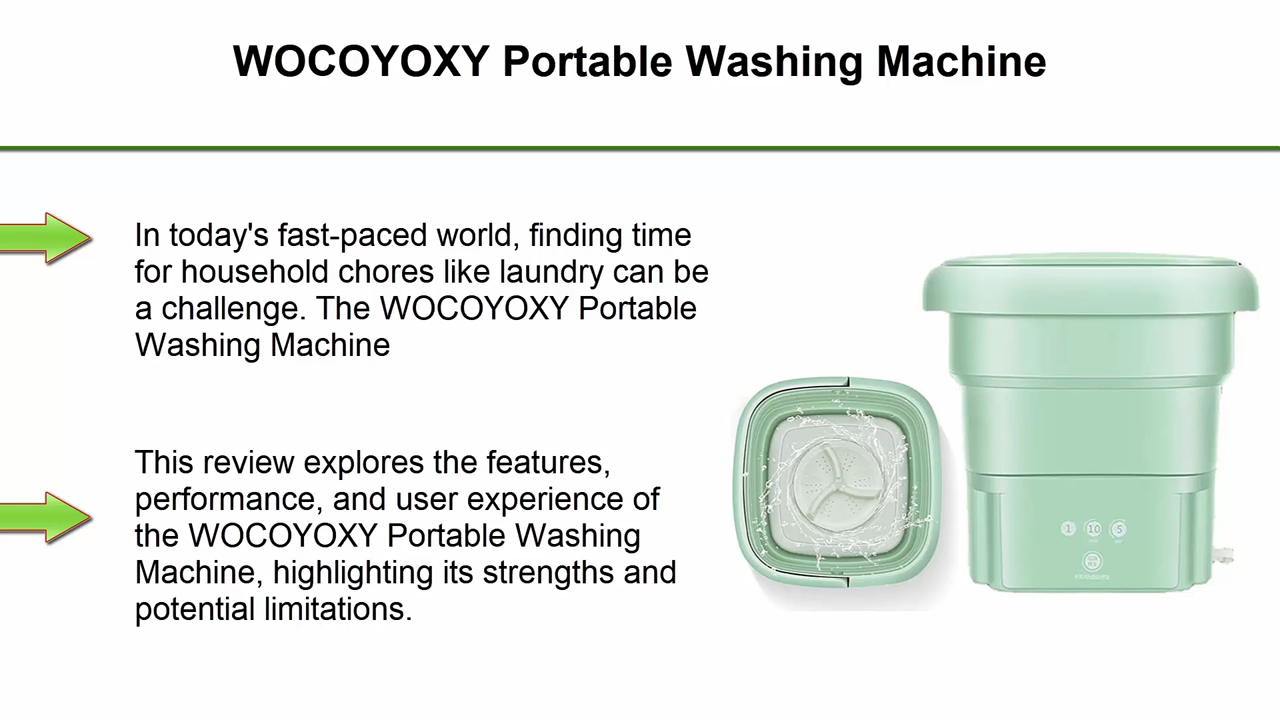 WOCOYOXY Portable Washing Machine
In today's fast-paced world, finding time
for household chores like laundry can be
a challenge. The WOCOYOXY Portable
Washing Machine
This review explores the features,
performance, and user experience of
the WOCOYOXY Portable Washing
Machine, highlighting its strengths and
potential limitations.
1 10 5